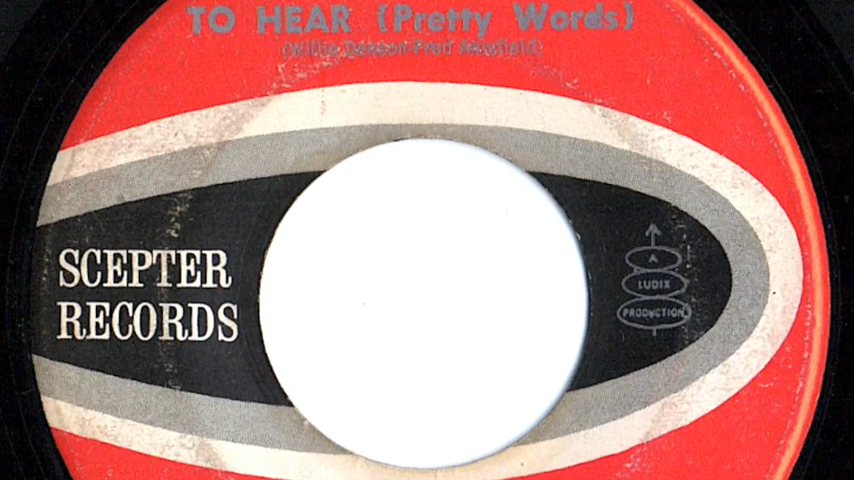 TO HEAR (Pretty Words)
SCEPTER
RECORDS
A
LUDIX
PRODUCTION